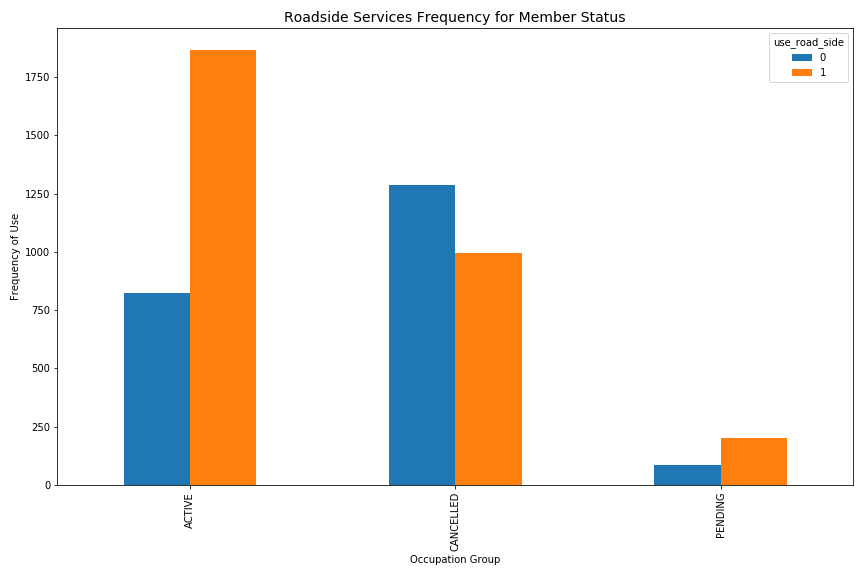 Roadside Services Frequency for Member Status
use_road_side
0
1
Frequency of Use
1750
1500
1250
1000
750
500
250
0
ACTIVE
CANCELLED
PENDING
Occupation Group